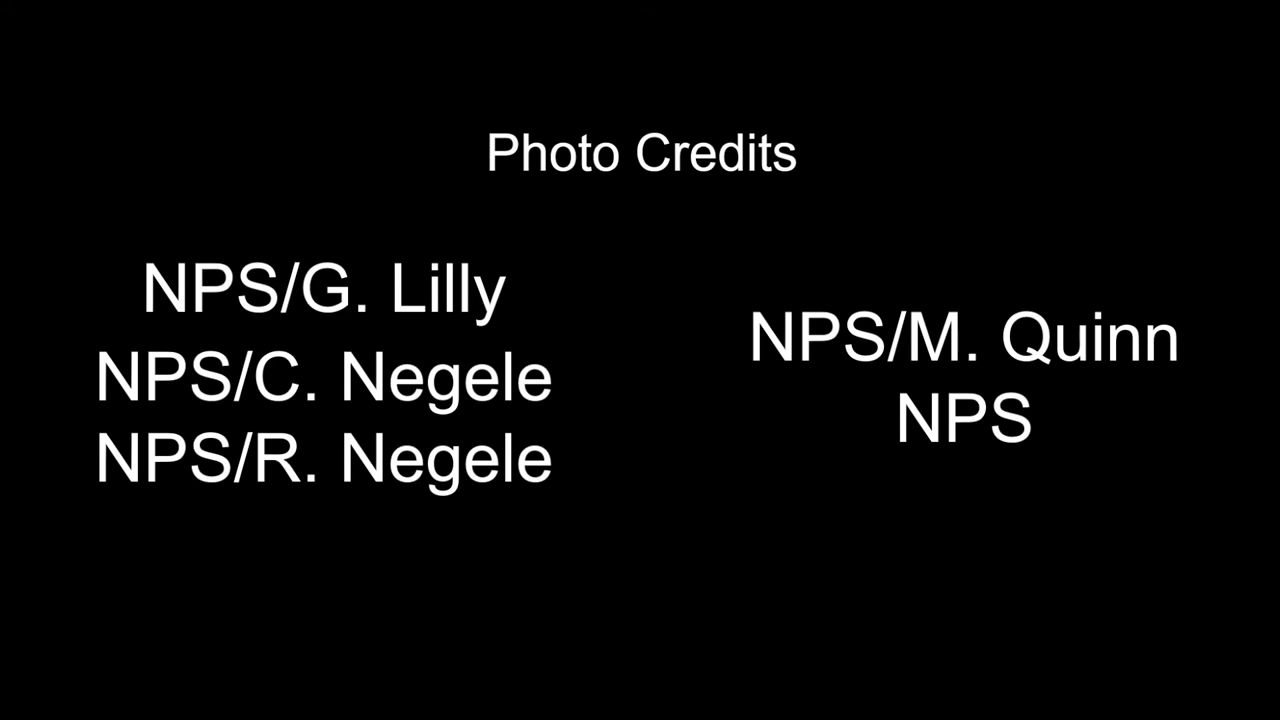 Photo Credits
NPS/G. Lilly
NPS/C. Negele
NPS/R. Negele
NPS/M. Quinn
NPS